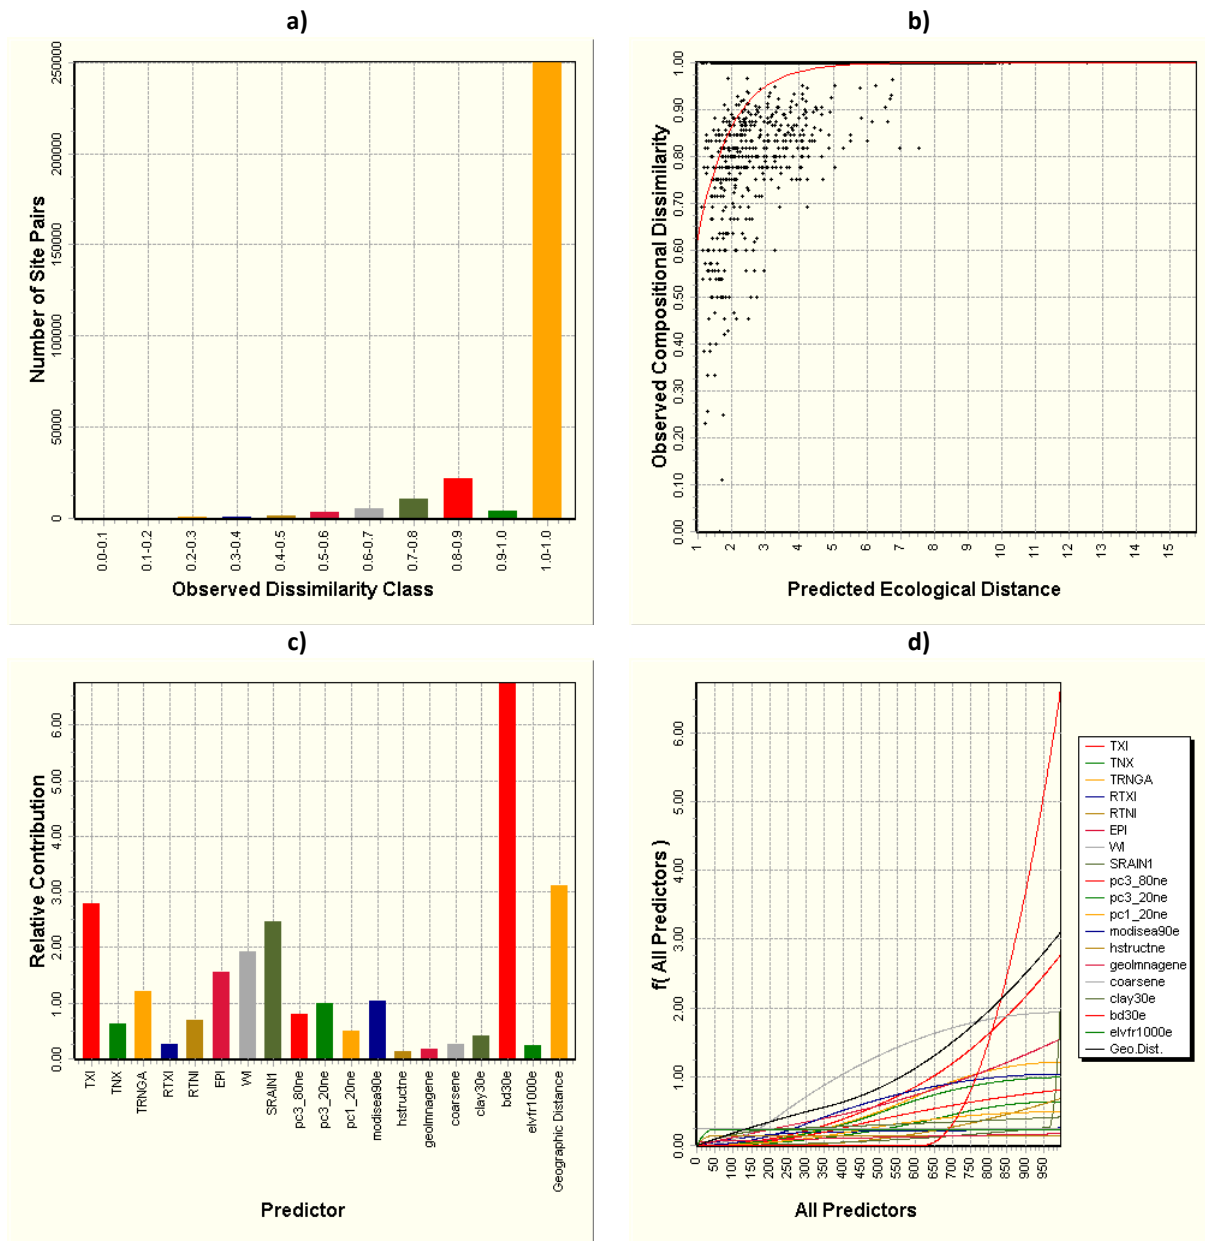 a)
Number of Site Pairs
250000
200000
150000
100000
50000
0
0.0-0.1
0.1-0.2
0.2-0.3
0.3-0.4
0.4-0.5
0.5-0.6
0.6-0.7
0.7-0.8
0.8-0.9
0.9-1.0
1.0-1.0
Observed Dissimilarity Class
b)
Observed Compositional Dissimilarity
1.00
0.90
0.80
0.70
0.60
0.50
0.40
0.30
0.20
0.10
0.00
1 2 3 4 5 6 7 8 9 10 11 12 13 14 15
Predicted Ecological Distance
c)
Relative Contribution
6.00
5.00
4.00
3.00
2.00
1.00
0.00
TXI
TNX
TRNGA
RTXI
RTNI
EPI
WI
SRAIN1
pc3_80ne
pc3_20ne
pc1_20ne
modisea90e
hstructne
geolmnagene
coarsene
clay30e
bd30e
elvfr1000e
Geographic Distance
Predictor
d)
f( All Predictors )
6.00
5.00
4.00
3.00
2.00
1.00
0.00
0 50 100 150 200 250 300 350 400 450 500 550 600 650 700 750 800 850 900 950
All Predictors
TXI
TNX
TRNGA
RTXI
RTNI
EPI
WI
SRAIN1
pc3_80ne
pc3_20ne
pc1_20ne
modisea90e
hstructne
geolmnagene
coarsene
clay30e
bd30e
elvfr1000e
Geo.Dist.